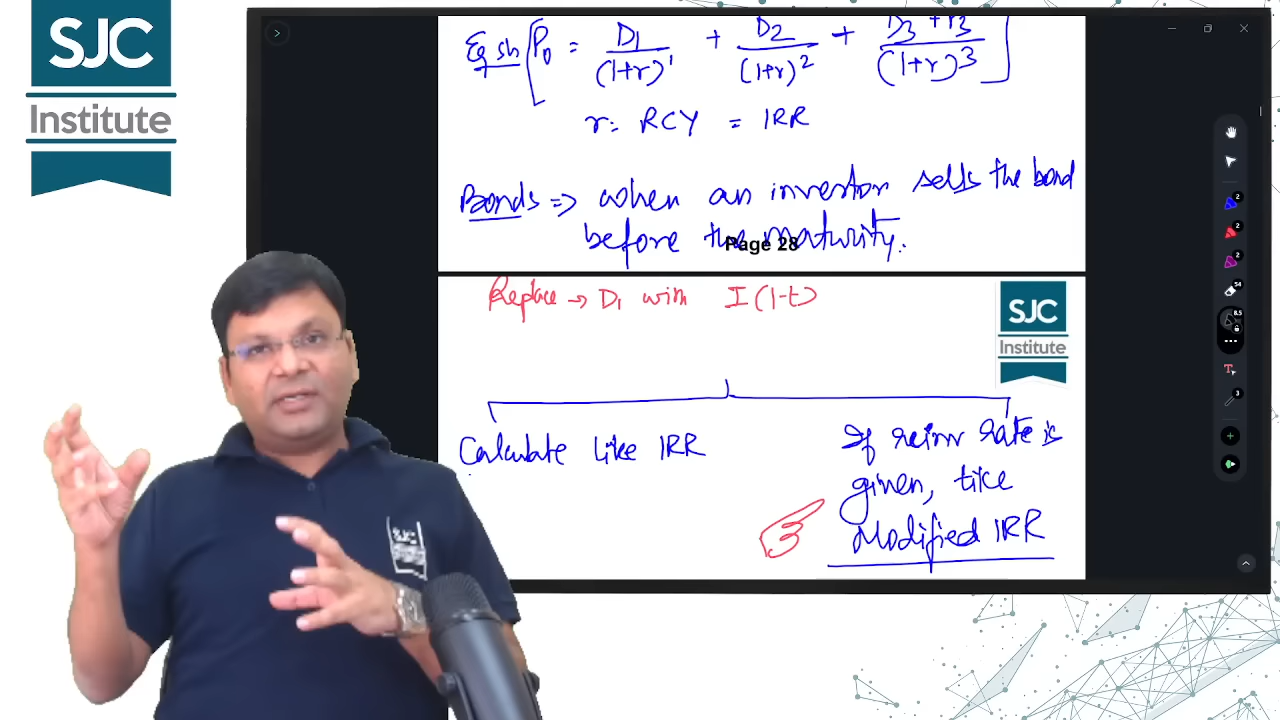 SJC
Institute
Eq sh [P0 = D1/(1+r)^1 + D2/(1+r)^2 + D3 + P3/(1+r)^3]
r = RCY = IRR
Bonds => when an investor sells the bond
before the maturity.
Page 28
Replace → D1 with I(1-t)
SJC
Institute
Calculate like IRR
If reinv rate is
given, like
Modified IRR
SJC